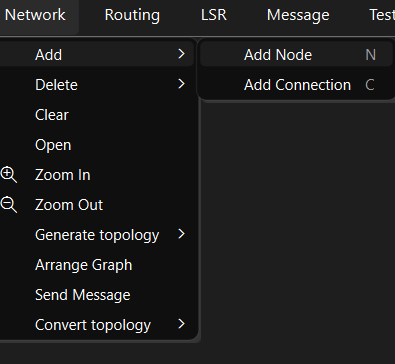 Network Routing LSR Message Test
Add
Add Node N
Delete
Add Connection C
Clear
Open
Zoom In
Zoom Out
Generate topology
Arrange Graph
Send Message
Convert topology